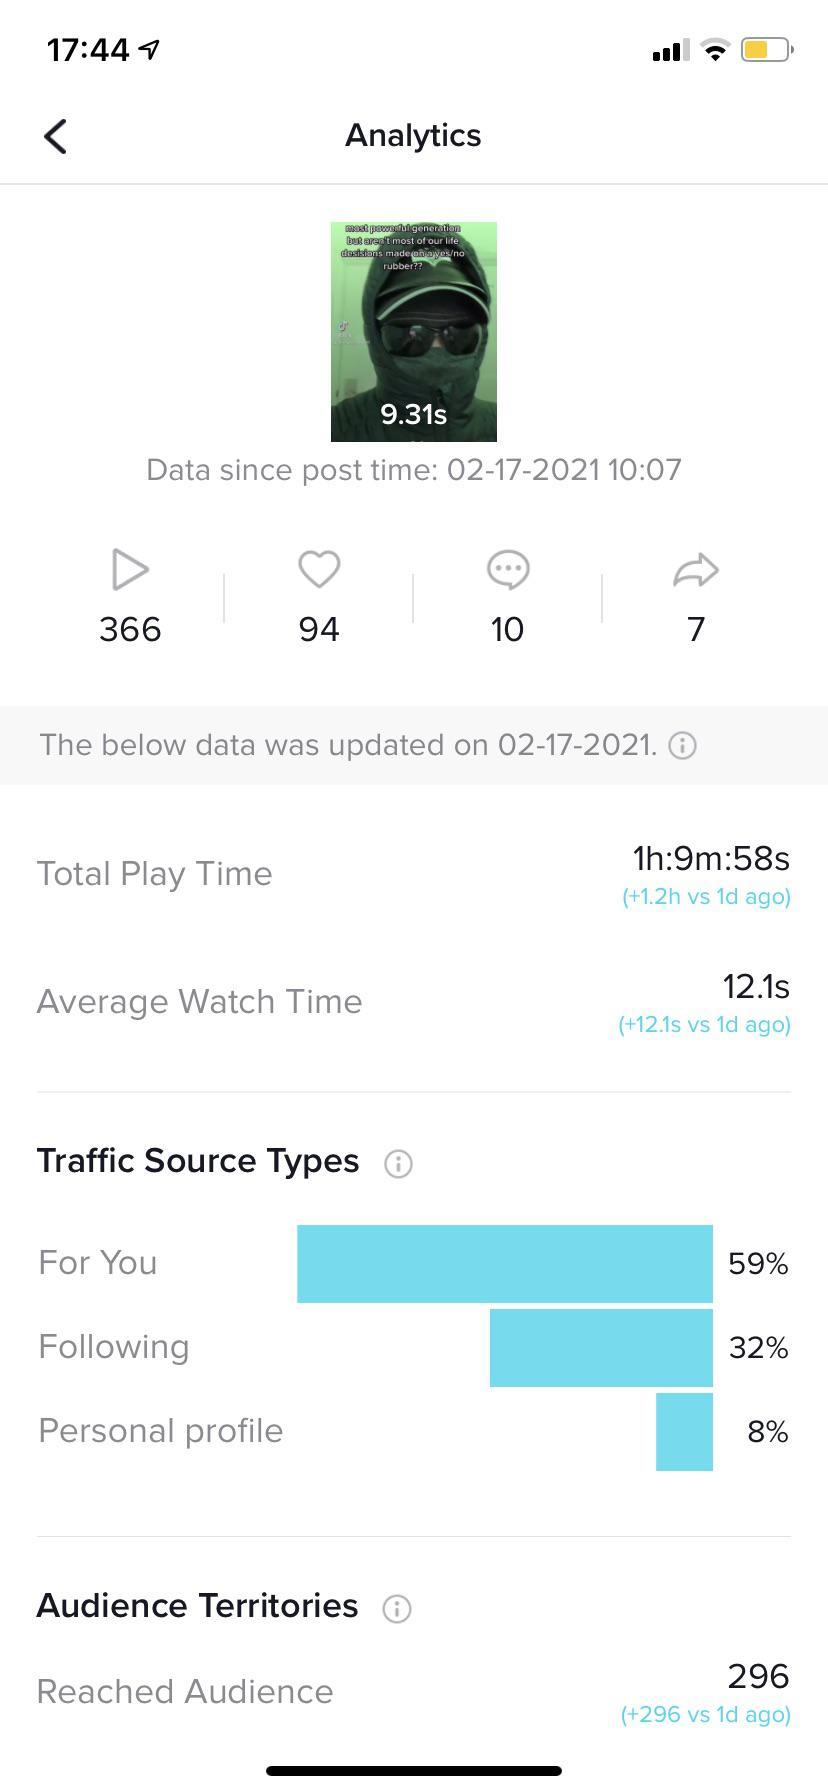 17:44
Analytics
most powerful generation
but aren't most of our life
desisions made on a yes/no
rubber??
9.31s
Data since post time: 02-17-2021 10:07
366
94
10
7
The below data was updated on 02-17-2021.
Total Play Time
1h:9m:58s
(+1.2h vs 1d ago)
Average Watch Time
12.1s
(+12.1s vs 1d ago)
Traffic Source Types
For You
59%
Following
32%
Personal profile
8%
Audience Territories
Reached Audience
296
(+296 vs 1d ago)